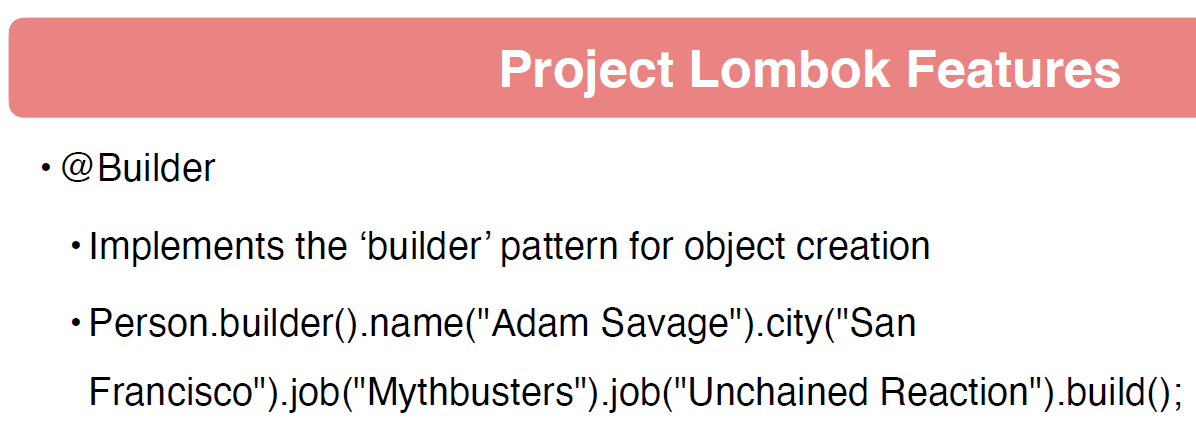 Project Lombok Features
• @Builder
• Implements the ‘builder’ pattern for object creation
• Person.builder().name("Adam Savage").city("San
Francisco").job("Mythbusters").job("Unchained Reaction").build();